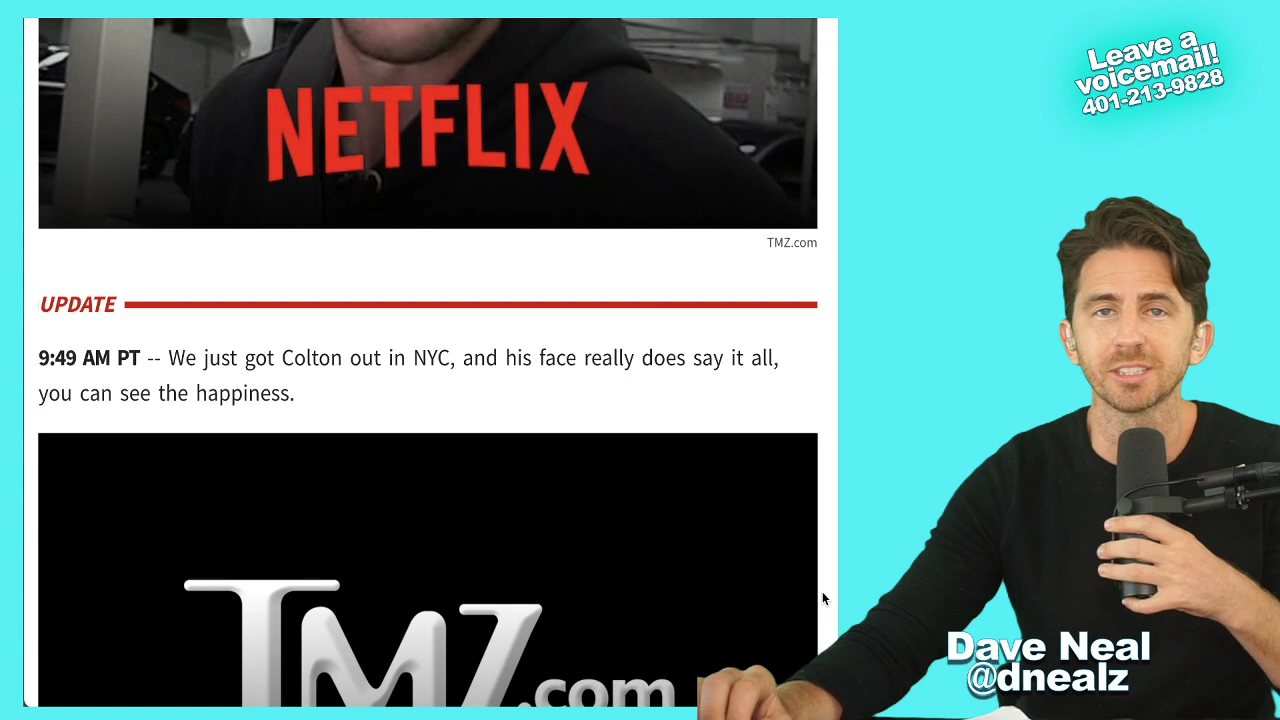 NETFLIX
TMZ.com
UPDATE
9:49 AM PT -- We just got Colton out in NYC, and his face really does say it all,
you can see the happiness.
TMZ.com
Leave a
voicemail!
401-213-9828
Dave Neal
@dnealz